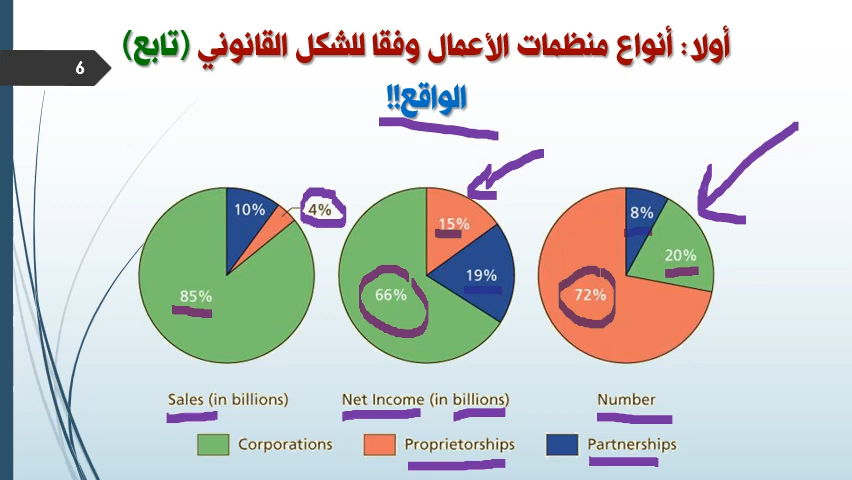 أولا: أنواع منظمات الأعمال وفقا للشكل القانوني (تابع)
6
الواقع!!
10%
4%
85%
15%
19%
66%
8%
20%
72%
Sales (in billions)
Net Income (in billions)
Number
Corporations
Proprietorships
Partnerships